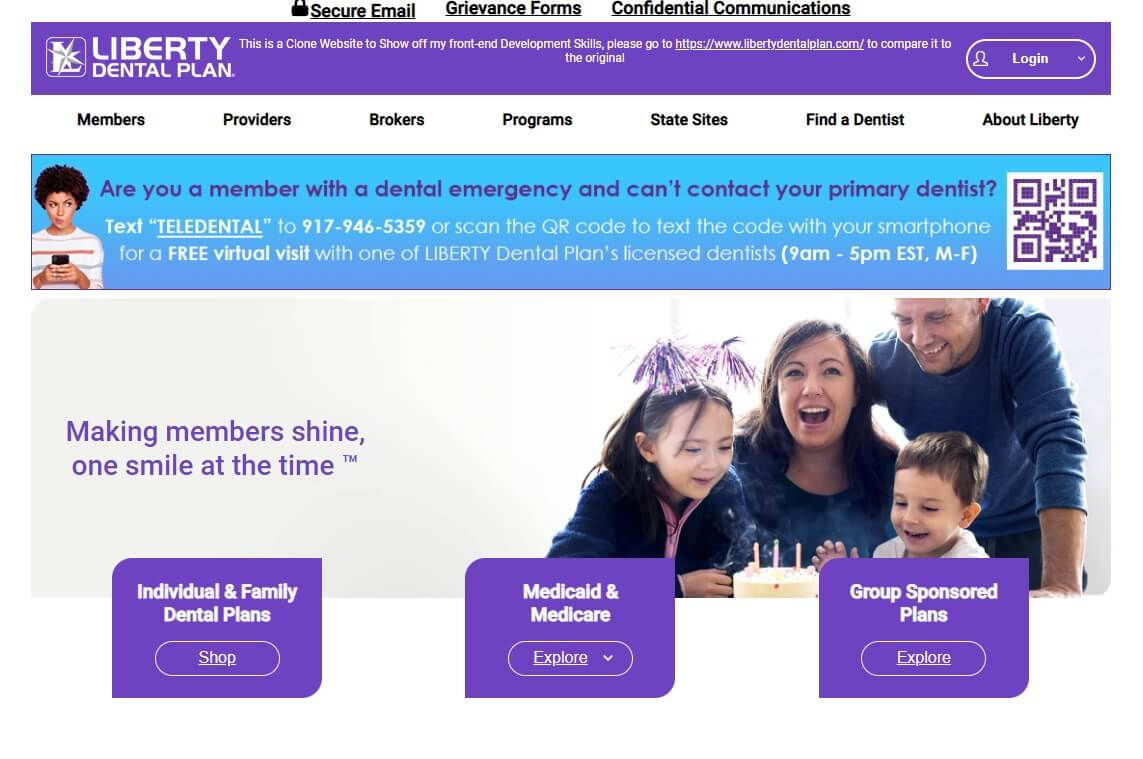 Secure Email Grievance Forms Confidential Communications
LIBERTY
DENTAL PLAN®
This is a Clone Website to Show off my front-end Development Skills, please go to https://www.libertydentalplan.com/ to compare it to
the original
Login
Members Providers Brokers Programs State Sites Find a Dentist About Liberty
Are you a member with a dental emergency and can't contact your primary dentist?
Text “TELEDENTAL” to 917-946-5359 or scan the QR code to text the code with your smartphone
for a FREE virtual visit with one of LIBERTY Dental Plan's licensed dentists (9am - 5pm EST, M-F)
Making members shine,
one smile at the time ™
Individual & Family
Dental Plans
Shop
Medicaid &
Medicare
Explore
Group Sponsored
Plans
Explore